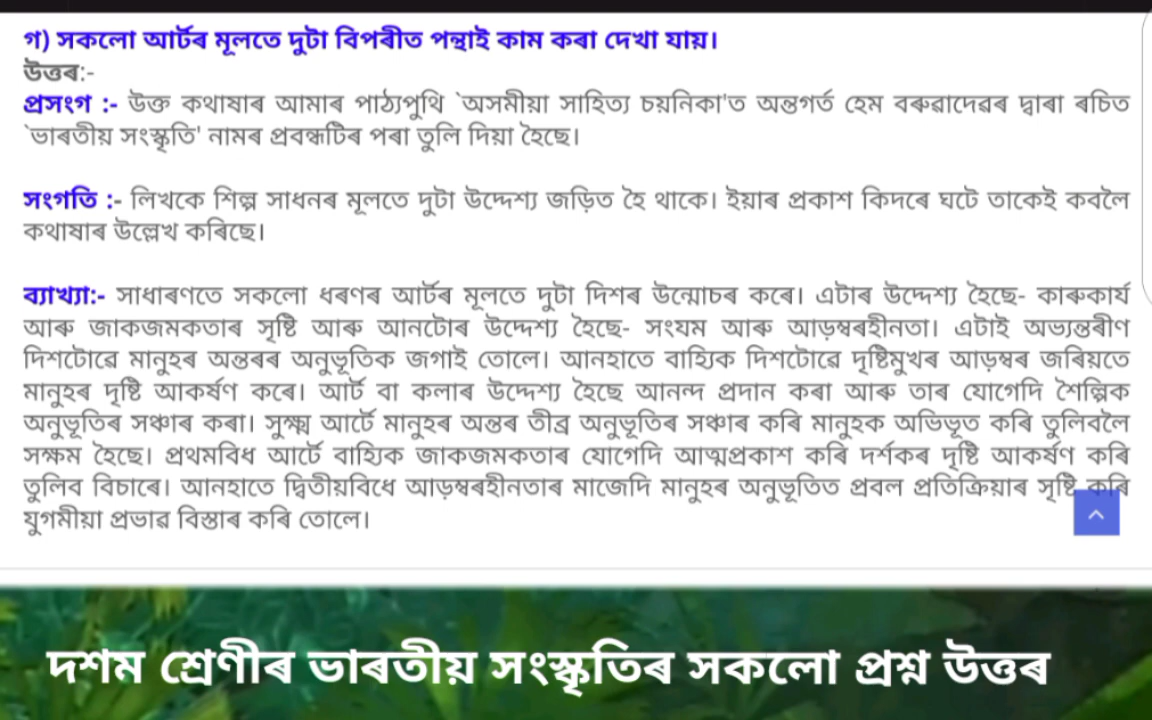 গ) সকলো আৰ্টৰ মূলতে দুটা বিপৰীত পন্থাই কাম কৰা দেখা যায়।
উত্তৰ:-
প্ৰসংগ :- উক্ত কথাষাৰ আমাৰ পাঠ্যপুথি `অসমীয়া সাহিত্য চয়নিকা'ত অন্তৰ্গত হেম বৰুৱাদেৱৰ দ্বাৰা ৰচিত
`ভাৰতীয় সংস্কৃতি' নামৰ প্ৰবন্ধটিৰ পৰা তুলি দিয়া হৈছে।
সংগতি :- লিখকে শিল্প সাধনৰ মূলতে দুটা উদ্দেশ্য জড়িত হৈ থাকে। ইয়াৰ প্ৰকাশ কিদৰে ঘটে তাকেই কবলৈ
কথাষাৰ উল্লেখ কৰিছে।
ব্যাখ্যা:- সাধাৰণতে সকলো ধৰণৰ আৰ্টৰ মূলতে দুটা দিশৰ উন্মোচৰ কৰে। এটাৰ উদ্দেশ্য হৈছে- কাৰুকাৰ্য
আৰু জাকজমকতাৰ সৃষ্টি আৰু আনটোৰ উদ্দেশ্য হৈছে- সংযম আৰু আড়ম্বৰহীনতা। এটাই অভ্যন্তৰীণ
দিশটোৱে মানুহৰ অন্তৰৰ অনুভূতিক জগাই তোলে। আনহাতে বাহ্যিক দিশটোৱে দৃষ্টিমুখৰ আড়ম্বৰ জৰিয়তে
মানুহৰ দৃষ্টি আকৰ্ষণ কৰে। আৰ্ট বা কলাৰ উদ্দেশ্য হৈছে আনন্দ প্ৰদান কৰা আৰু তাৰ যোগেদি শৈল্পিক
অনুভূতিৰ সঞ্চাৰ কৰা। সুক্ষ্ম আৰ্টে মানুহৰ অন্তৰ তীব্ৰ অনুভূতিৰ সঞ্চাৰ কৰি মানুহক অভিভূত কৰি তুলিবলৈ
সক্ষম হৈছে। প্ৰথমবিধ আৰ্টে বাহ্যিক জাকজমকতাৰ যোগেদি আত্মপ্ৰকাশ কৰি দৰ্শকৰ দৃষ্টি আকৰ্ষণ কৰি
তুলিব বিচাৰে। আনহাতে দ্বিতীয়বিধে আড়ম্বৰহীনতাৰ মাজেদি মানুহৰ অনুভূতিত প্ৰবল প্ৰতিক্ৰিয়াৰ সৃষ্টি কৰি
যুগমীয়া প্ৰভাৱ বিস্তাৰ কৰি তোলে।
দশম শ্ৰেণীৰ ভাৰতীয় সংস্কৃতিৰ সকলো প্ৰশ্ন উত্তৰ